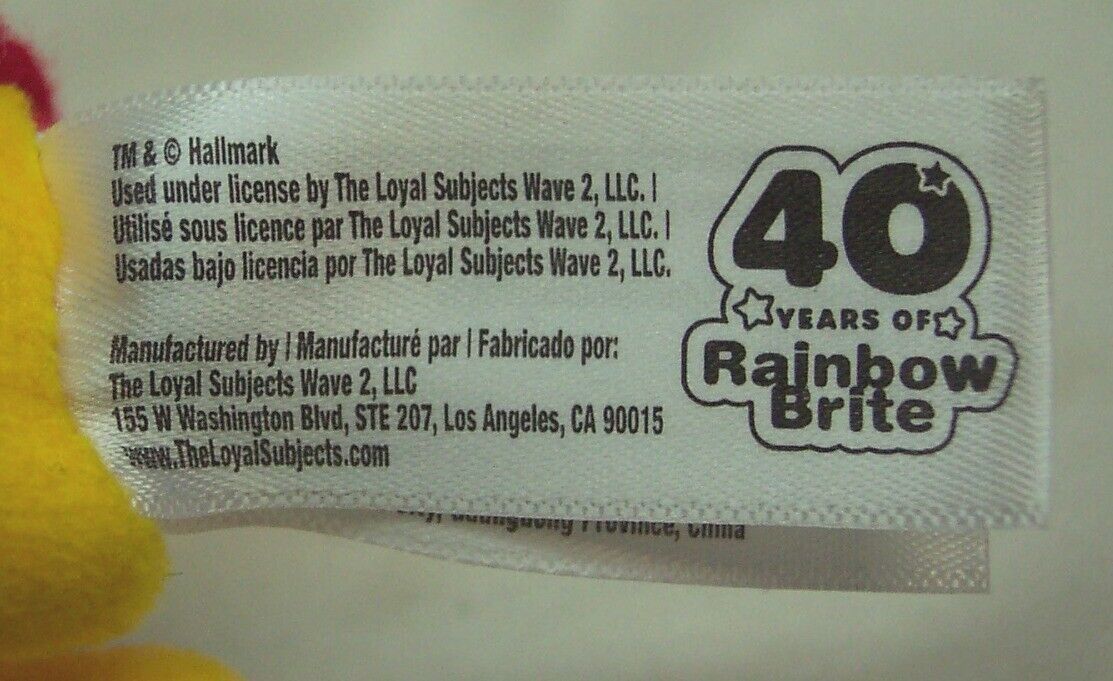 TM & © Hallmark
Used under license by The Loyal Subjects Wave 2, LLC. |
Utilisé sous licence par The Loyal Subjects Wave 2, LLC. |
Usadas bajo licencia por The Loyal Subjects Wave 2, LLC.
Manufactured by | Manufacturé par | Fabricado por:
The Loyal Subjects Wave 2, LLC
155 W Washington Blvd, STE 207, Los Angeles, CA 90015
www.TheLoyalSubjects.com
40
YEARS OF
Rainbow
Brite
Guangdong Province, China